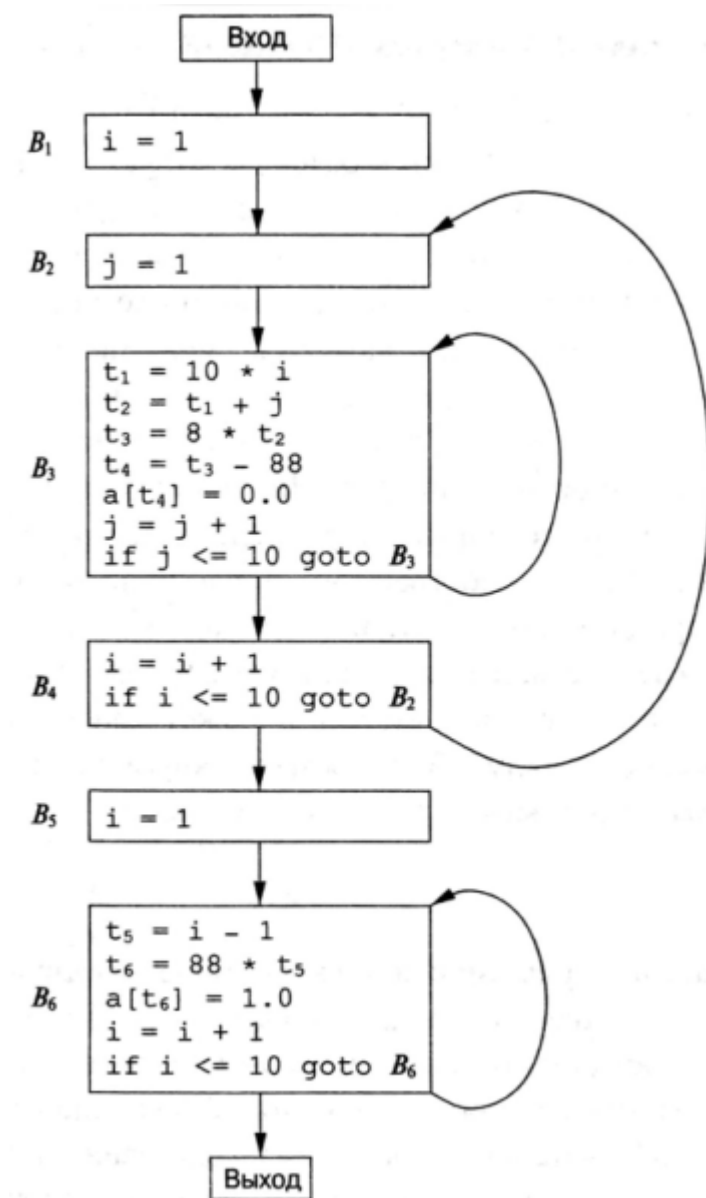 Вход
B₁
i = 1
B₂
j = 1
B₃
t₁ = 10 * i
t₂ = t₁ + j
t₃ = 8 * t₂
t₄ = t₃ - 88
a[t₄] = 0.0
j = j + 1
if j <= 10 goto B₃
B₄
i = i + 1
if i <= 10 goto B₂
B₅
i = 1
B₆
t₅ = i - 1
t₆ = 88 * t₅
a[t₆] = 1.0
i = i + 1
if i <= 10 goto B₆
Выход